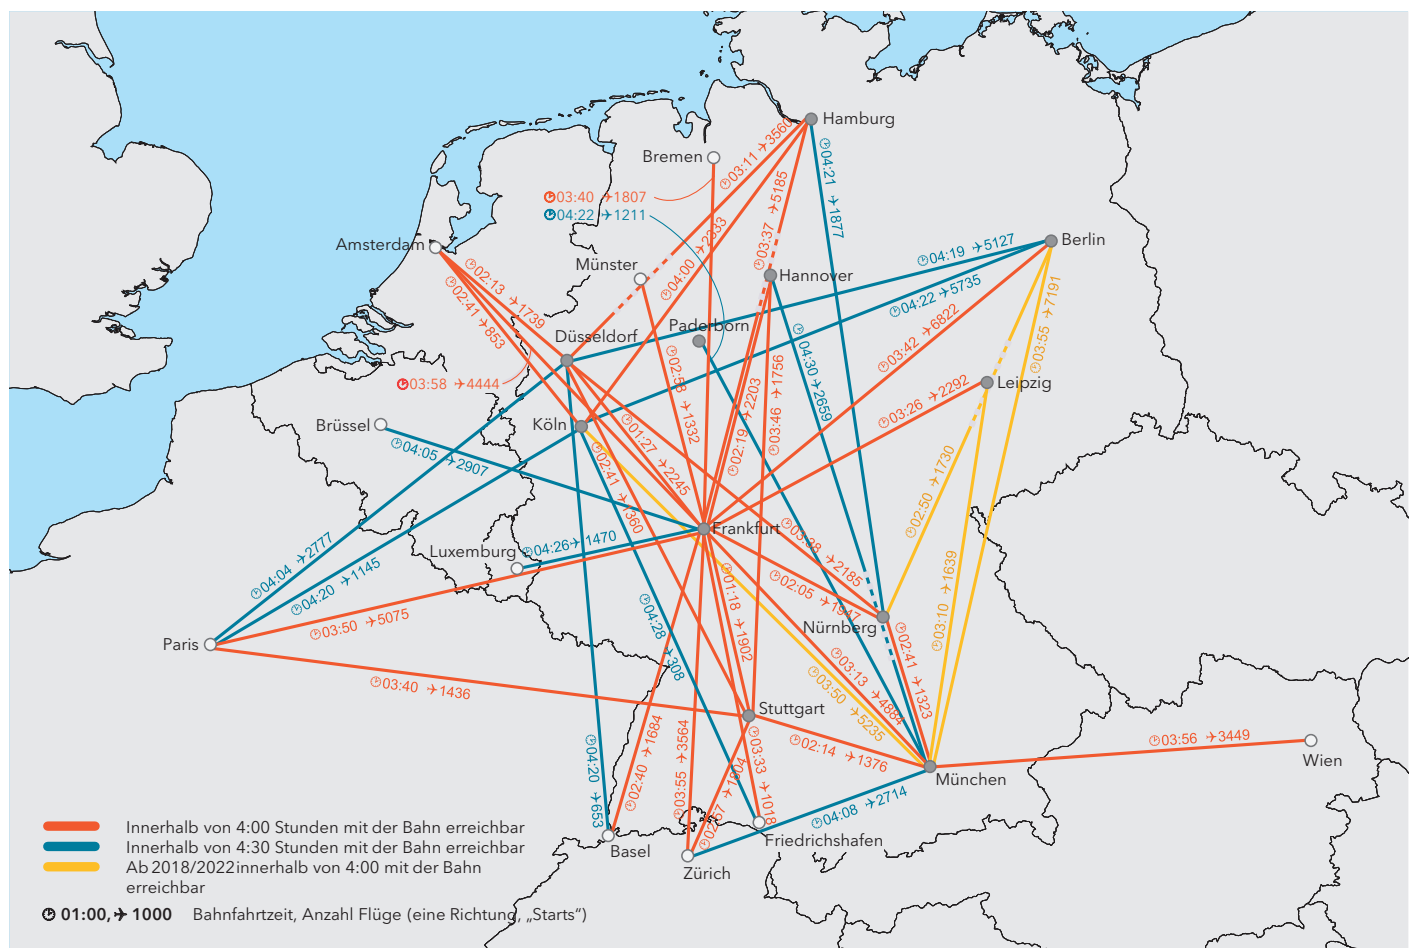 Hamburg
Bremen
03:11 3560
04:21 1877
03:40 1807
04:22 1211
03:37 5185
04:00 2333
Amsterdam
Berlin
04:19 5127
Münster
Hannover
02:13 1739
02:41 853
04:22 5735
03:55 7191
Düsseldorf
Paderborn
03:42 6822
04:30 2659
03:58 4444
Leipzig
03:26 2292
02:53 1332
02:19 2203
03:46 1756
Brüssel
Köln
04:05 2907
01:27 2245
02:41 1360
02:50 1730
Frankfurt
03:38 2185
Luxemburg
04:26 1470
04:04 2777
04:20 1145
01:18 1902
02:05 1947
03:10 1639
03:50 5075
Paris
Nürnberg
04:28 308
02:41 1323
03:13 4884
03:50 5235
03:40 1436
Stuttgart
02:14 1376
03:56 3449
Wien
München
04:20 653
02:40 1684
03:55 3564
02:57 1804
03:33 1018
04:08 2714
Basel
Friedrichshafen
Zürich
Innerhalb von 4:00 Stunden mit der Bahn erreichbar
Innerhalb von 4:30 Stunden mit der Bahn erreichbar
Ab 2018/2022innerhalb von 4:00 mit der Bahn
erreichbar
01:00, 1000 Bahnfahrtzeit, Anzahl Flüge (eine Richtung, „Starts“)